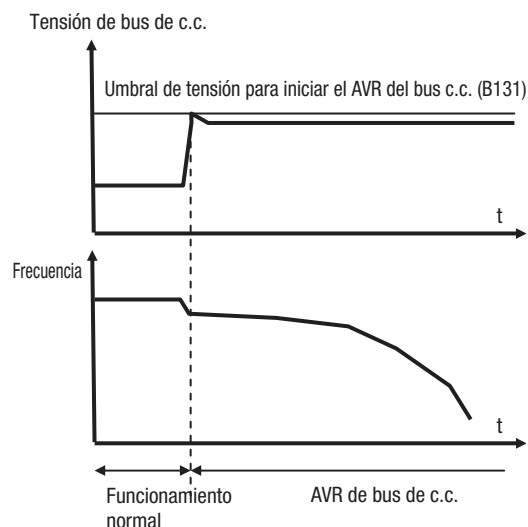 Tensión de bus de c.c.
Umbral de tensión para iniciar el AVR del bus c.c. (B131)
t
Frecuencia
t
Funcionamiento
normal
AVR de bus de c.c.